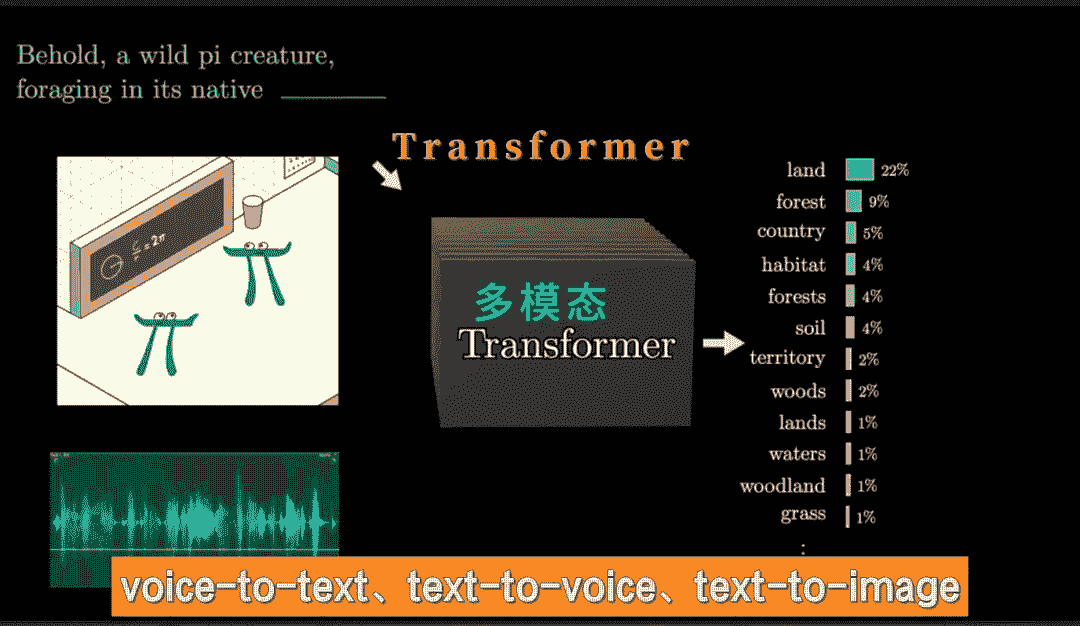 Behold, a wild pi creature,
foraging in its native
Transformer
多模态
Transformer
land 22%
forest 9%
country 5%
habitat 4%
forests 4%
soil 4%
territory 2%
woods 2%
lands 1%
waters 1%
woodland 1%
grass 1%
voice-to-text、text-to-voice、text-to-image